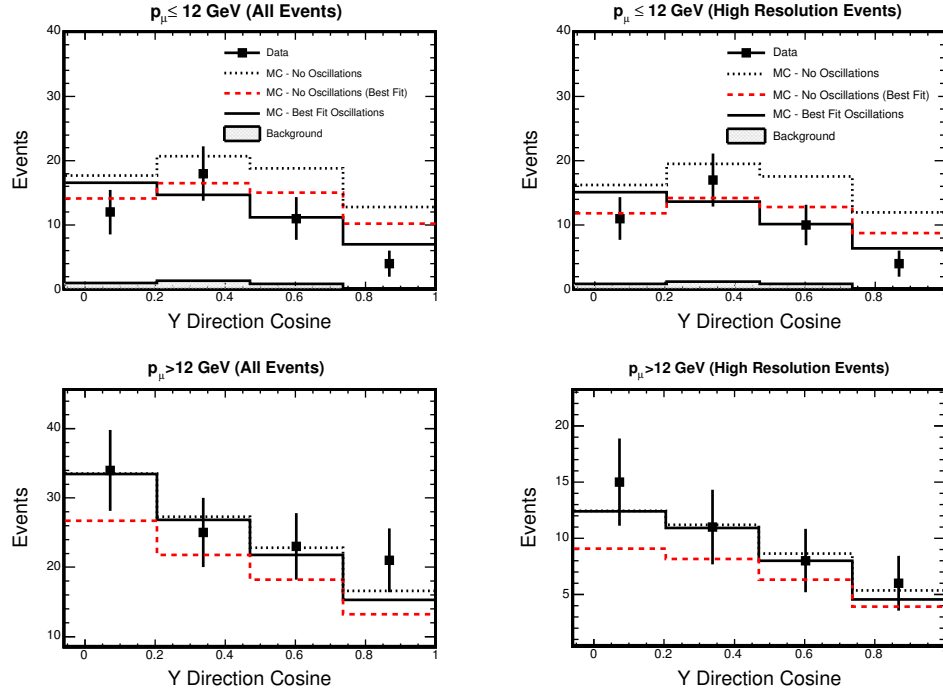 p_μ ≤ 12 GeV (All Events)
40
30
20
10
0
Events
Data
MC - No Oscillations
MC - No Oscillations (Best Fit)
MC - Best Fit Oscillations
Background
0 0.2 0.4 0.6 0.8 1
Y Direction Cosine
p_μ ≤ 12 GeV (High Resolution Events)
40
30
20
10
0
Events
Data
MC - No Oscillations
MC - No Oscillations (Best Fit)
MC - Best Fit Oscillations
Background
0 0.2 0.4 0.6 0.8
Y Direction Cosine
p_μ>12 GeV (All Events)
40
30
20
10
Events
0 0.2 0.4 0.6 0.8 1
Y Direction Cosine
p_μ>12 GeV (High Resolution Events)
20
15
10
5
Events
0 0.2 0.4 0.6 0.8
Y Direction Cosine